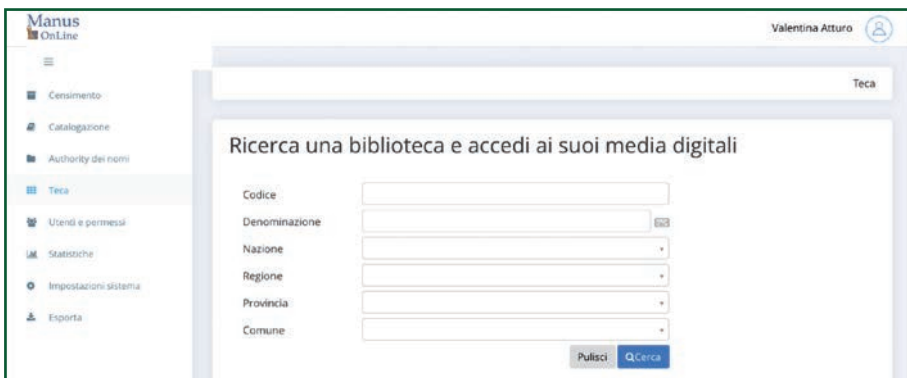 Manus
OnLine
Valentina Atturo
Censimento
Catalogazione
Authority dei nomi
Teca
Utenti e permessi
Statistiche
Impostazioni sistema
Esporta
Teca
Ricerca una biblioteca e accedi ai suoi media digitali
Codice
Denominazione
Nazione
Regione
Provincia
Comune
Pulisci Cerca